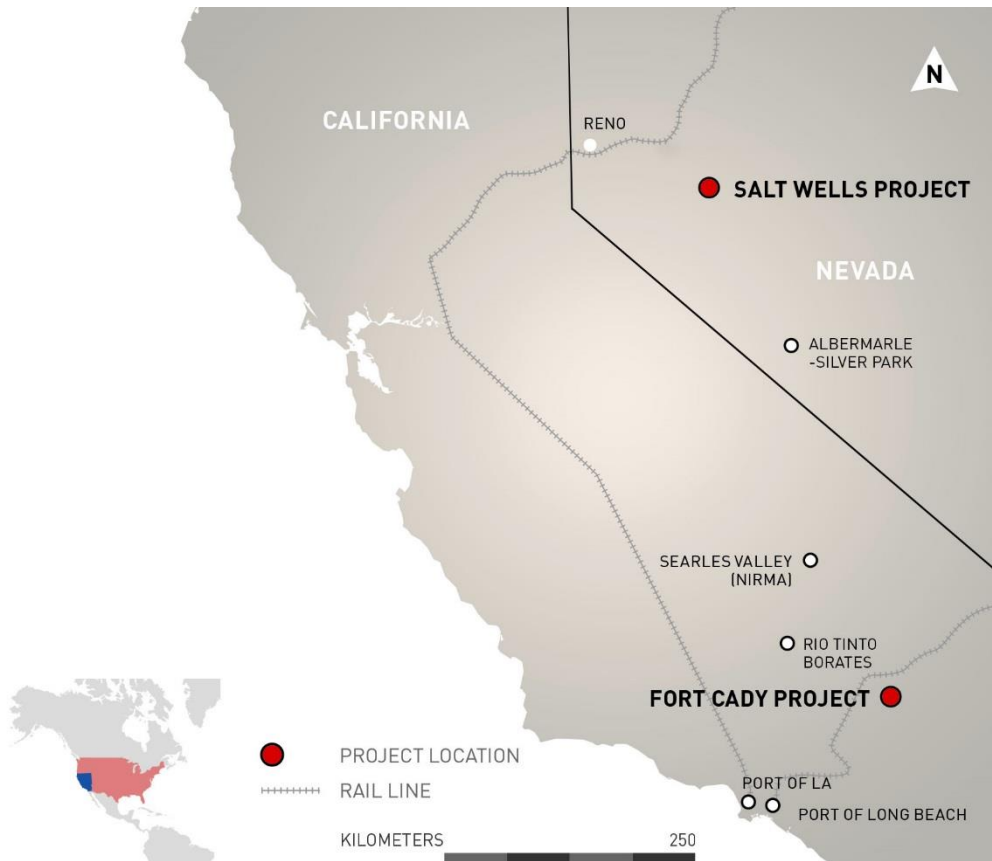 N
CALIFORNIA
RENO
SALT WELLS PROJECT
NEVADA
ALBERMARLE
-SILVER PARK
SEARLES VALLEY
(NIRMA)
RIO TINTO
BORATES
FORT CADY PROJECT
PROJECT LOCATION
RAIL LINE
PORT OF LA
PORT OF LONG BEACH
KILOMETERS 250